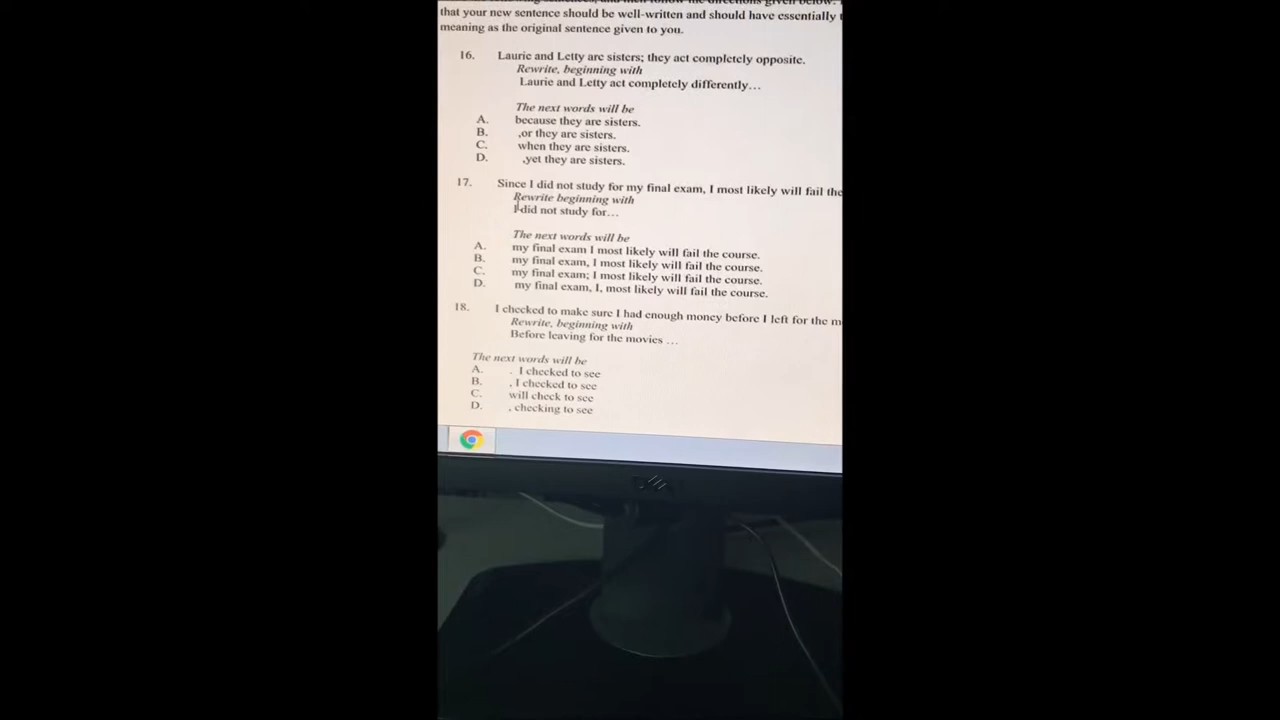 that your new sentence should be well-written and should have essentially
meaning as the original sentence given to you.
16. Laurie and Letty are sisters; they act completely opposite.
Rewrite, beginning with
Laurie and Letty act completely differently…
The next words will be
A. because they are sisters.
B. ,or they are sisters.
C. when they are sisters.
D. ,yet they are sisters.
17. Since I did not study for my final exam, I most likely will fail the
Rewrite beginning with
I did not study for…
The next words will be
A. my final exam I most likely will fail the course.
B. my final exam, I most likely will fail the course.
C. my final exam; I most likely will fail the course.
D. my final exam, I, most likely will fail the course.
18. I checked to make sure I had enough money before I left for the m
Rewrite, beginning with
Before leaving for the movies …
The next words will be
A. . I checked to see
B. , I checked to see
C. will check to see
D. , checking to see